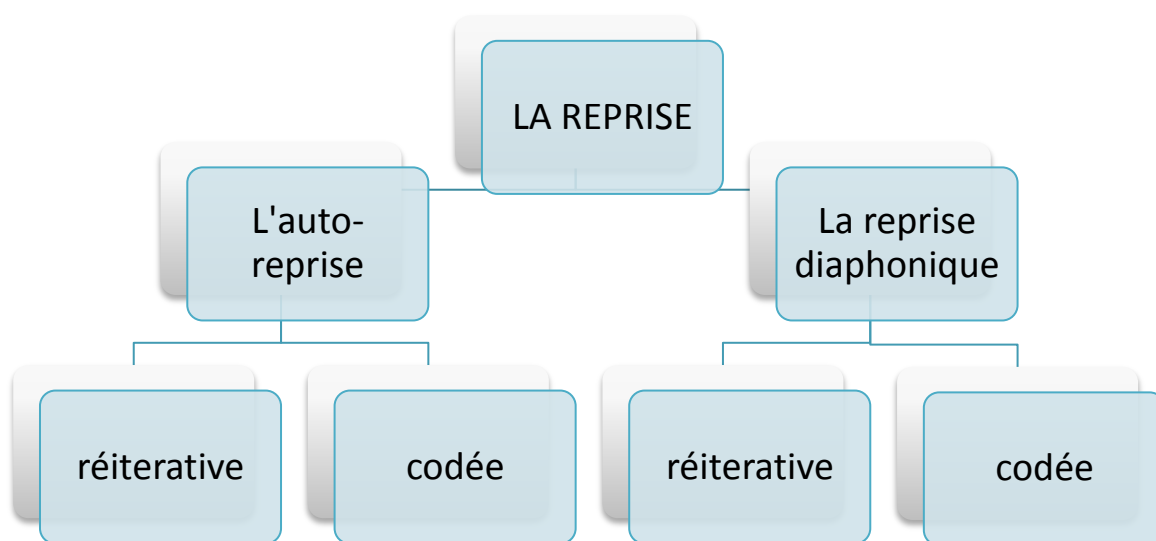 LA REPRISE
L'auto-
reprise
La reprise
diaphonique
réiterative
codée
réiterative
codée